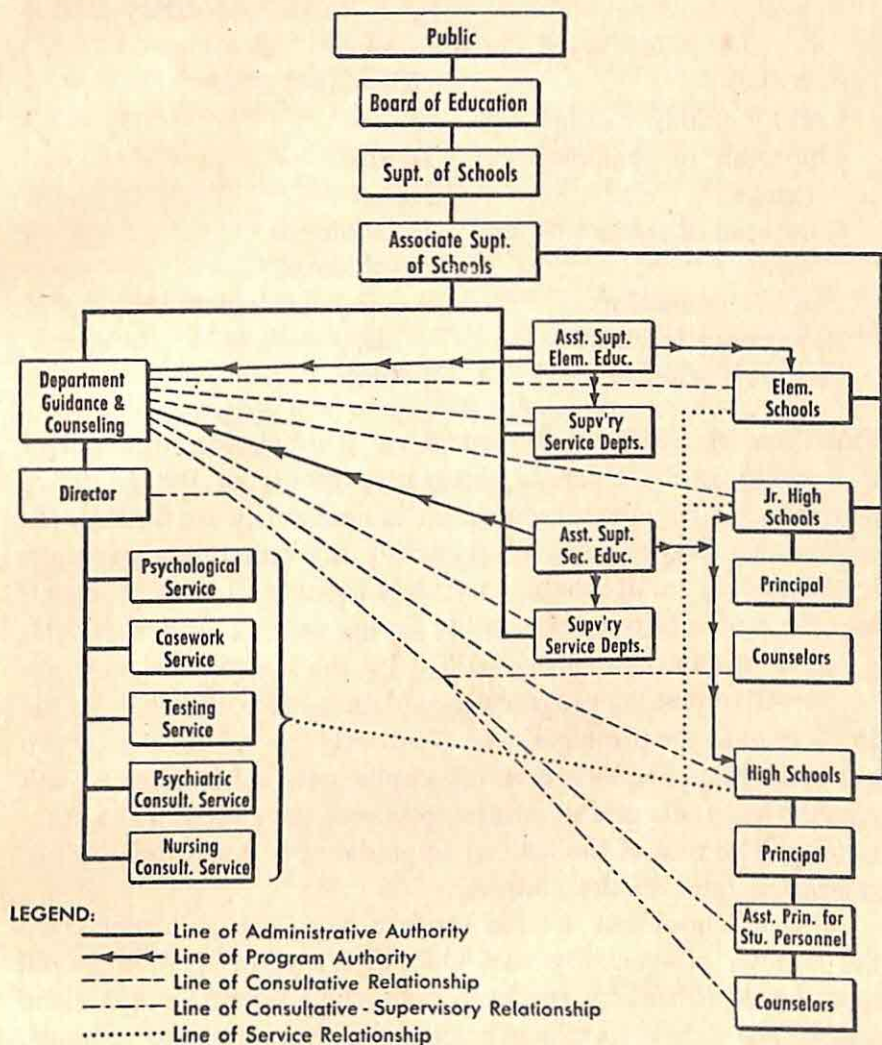 Public
Board of Education
Supt. of Schools
Associate Supt.
of Schools
Asst. Supt.
Elem. Educ.
Department
Guidance &
Counseling
Elem.
Schools
Supv'ry
Service Depts.
Director
Jr. High
Schools
Asst. Supt.
Sec. Educ.
Psychological
Service
Principal
Supv'ry
Service Depts.
Casework
Service
Counselors
Testing
Service
Psychiatric
Consult. Service
High Schools
Nursing
Consult. Service
Principal
Asst. Prin. for
Stu. Personnel
Counselors
LEGEND:
Line of Administrative Authority
Line of Program Authority
Line of Consultative Relationship
Line of Consultative - Supervisory Relationship
Line of Service Relationship